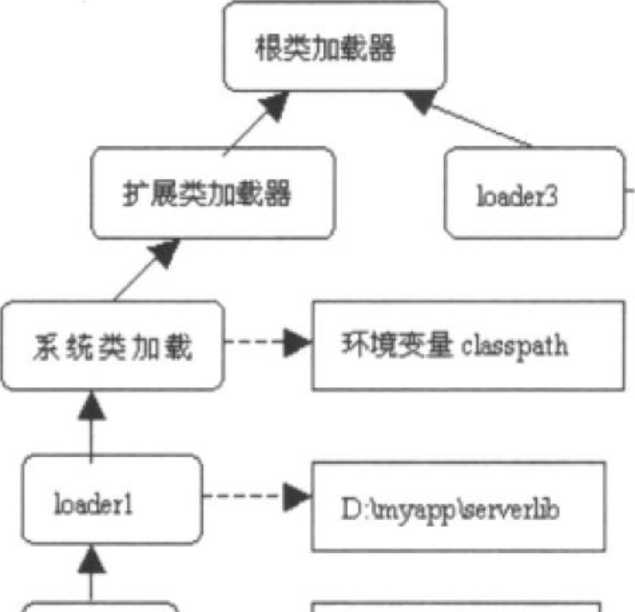 根类加载器
扩展类加载器
loader3
系统类加载
环境变量 classpath
loader1
D:\myapp\serverlib